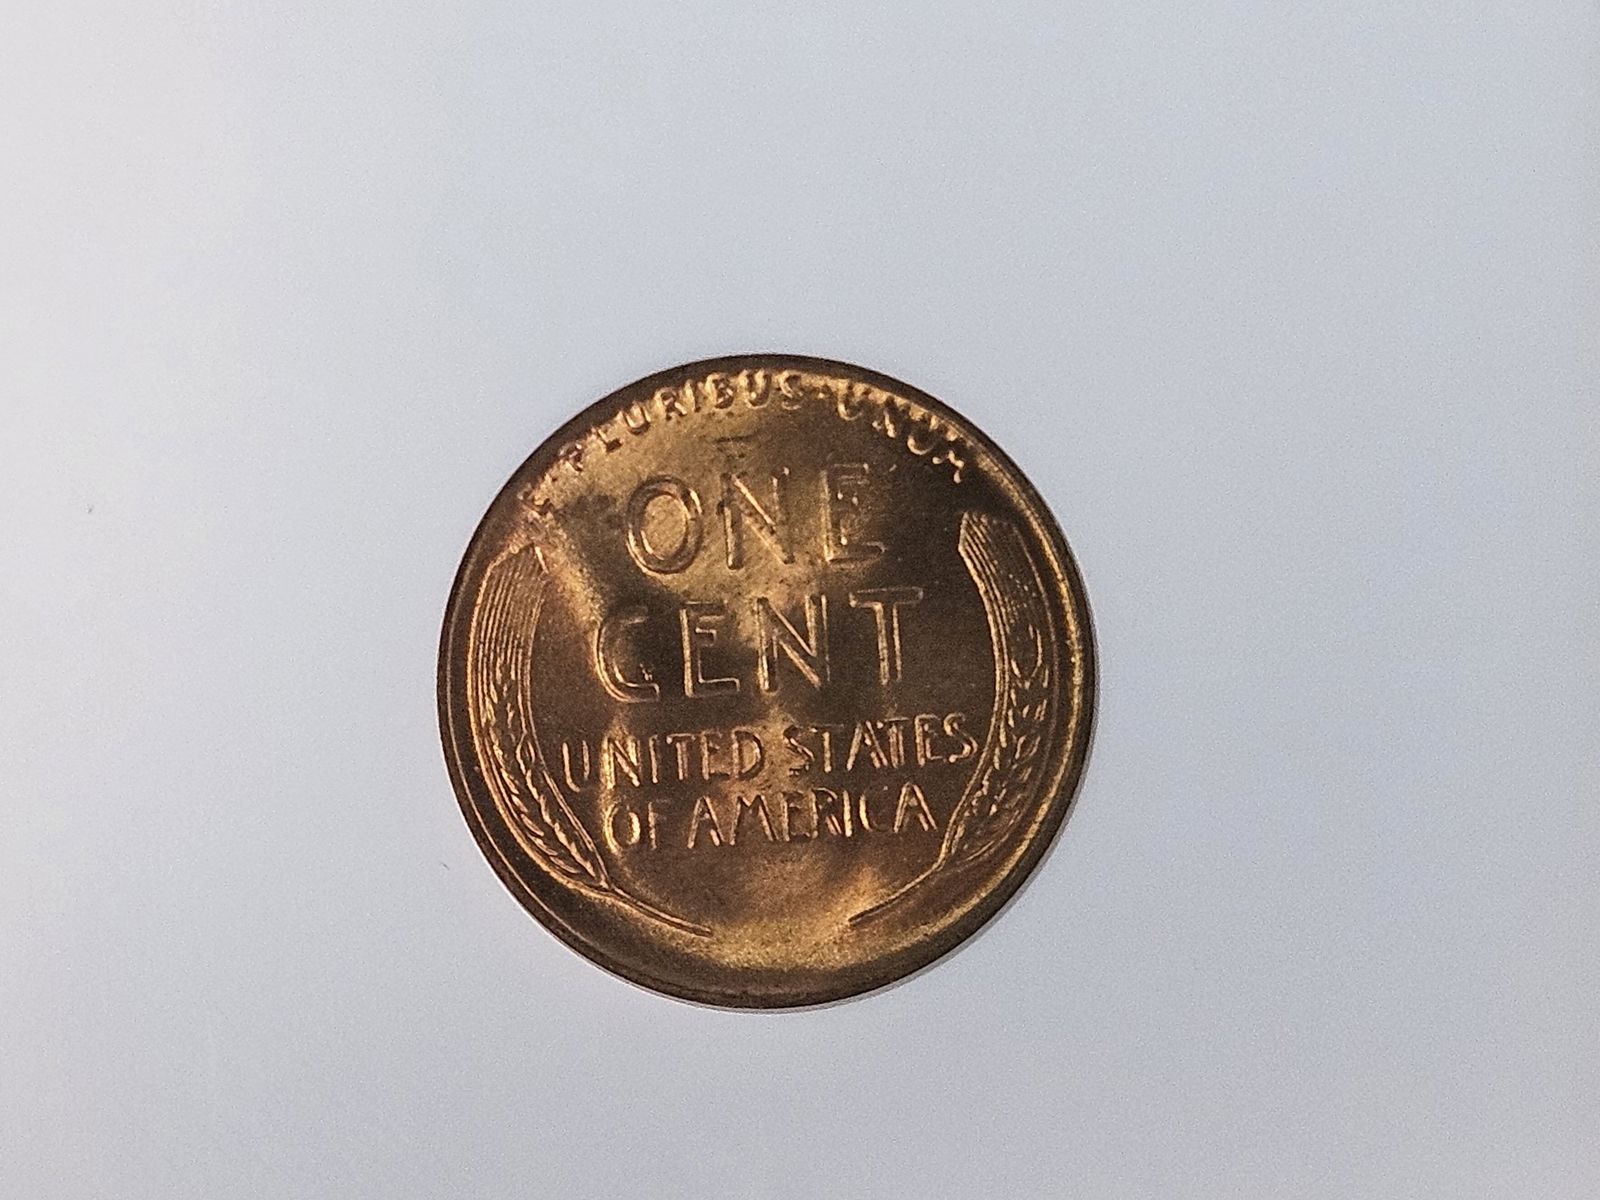 E·PLURIBUS·UNUM
ONE
CENT
UNITED STATES
OF AMERICA